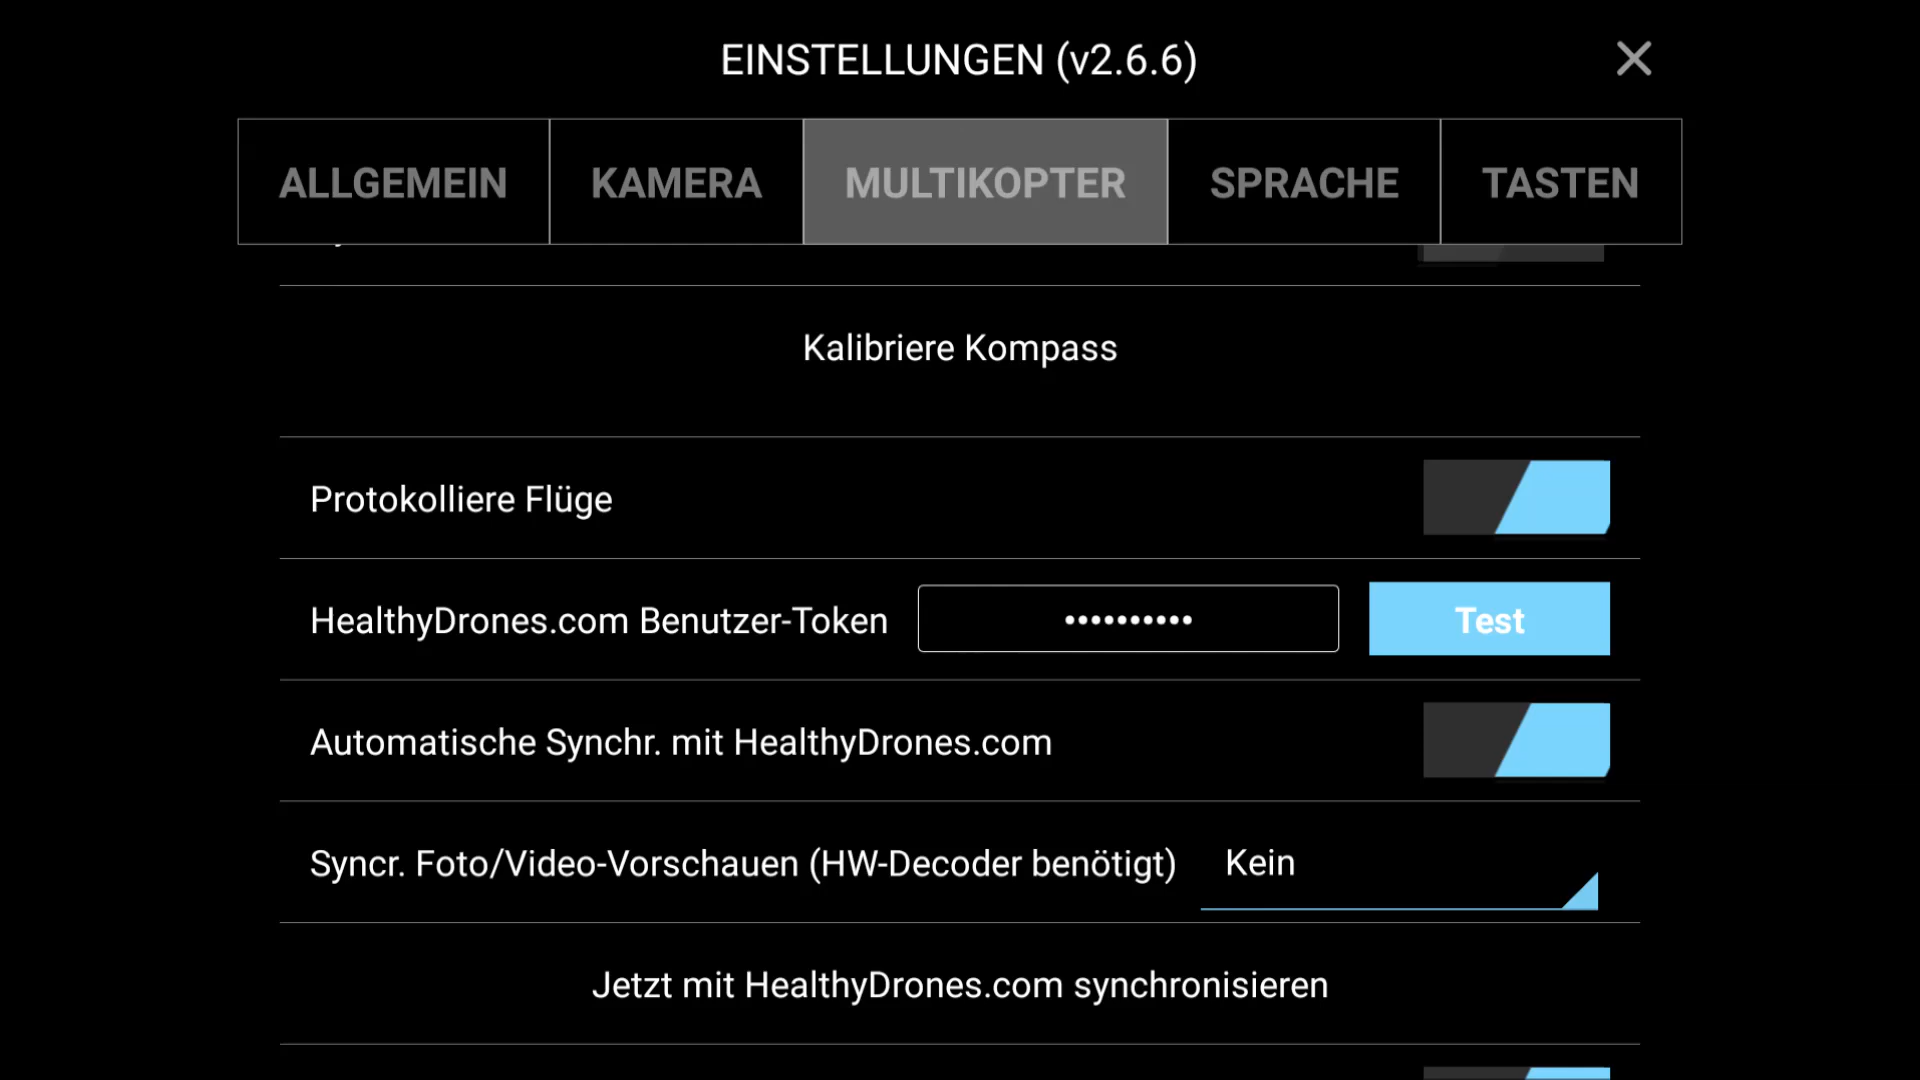 EINSTELLUNGEN (v2.6.6)
ALLGEMEIN KAMERA MULTIKOPTER SPRACHE TASTEN
Kalibriere Kompass
Protokolliere Flüge
HealthyDrones.com Benutzer-Token •••••••••• Test
Automatische Synchr. mit HealthyDrones.com
Syncr. Foto/Video-Vorschauen (HW-Decoder benötigt) Kein
Jetzt mit HealthyDrones.com synchronisieren